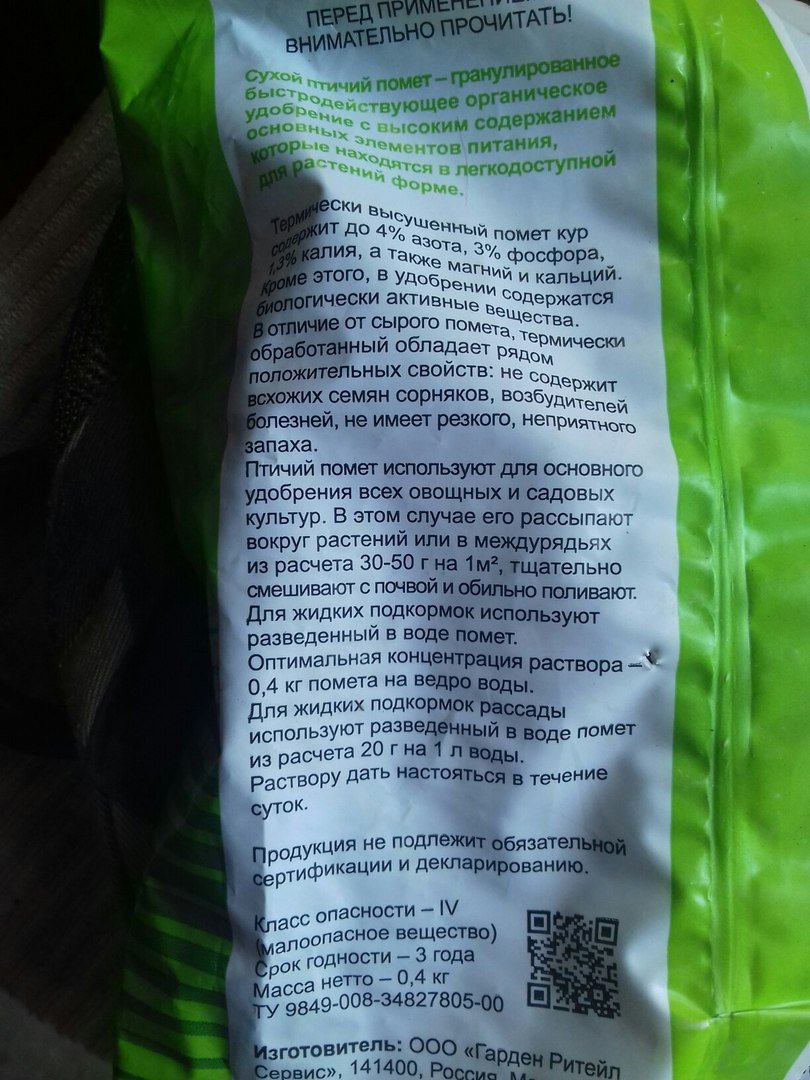 ПЕРЕД ПРИМЕНЕНИЕ
ВНИМАТЕЛЬНО ПРОЧИТАТЬ!
Сухой птичий помет – гранулированное
быстродействующее органическое
удобрение с высоким содержанием
основных элементов питания,
которые находятся в легкодоступной
для растений форме.
Термически высушенный помет кур
содержит до 4% азота, 3% фосфора,
1,3% калия, а также магний и кальций.
Кроме этого, в удобрении содержатся
биологически активные вещества.
В отличие от сырого помета, термически
обработанный обладает рядом
положительных свойств: не содержит
всхожих семян сорняков, возбудителей
болезней, не имеет резкого, неприятного
запаха.
Птичий помет используют для основного
удобрения всех овощных и садовых
культур. В этом случае его рассыпают
вокруг растений или в междурядьях
из расчета 30-50 г на 1м², тщательно
смешивают с почвой и обильно поливают.
Для жидких подкормок используют
разведенный в воде помет.
Оптимальная концентрация раствора –
0,4 кг помета на ведро воды.
Для жидких подкормок рассады
используют разведенный в воде помет
из расчета 20 г на 1 л воды.
Раствору дать настояться в течение
суток.
Продукция не подлежит обязательной
сертификации и декларированию.
Класс опасности – IV
(малоопасное вещество)
Срок годности – 3 года
Масса нетто – 0,4 кг
ТУ 9849-008-34827805-00
Изготовитель: ООО «Гарден Ритейл
Сервис», 141400, Россия,